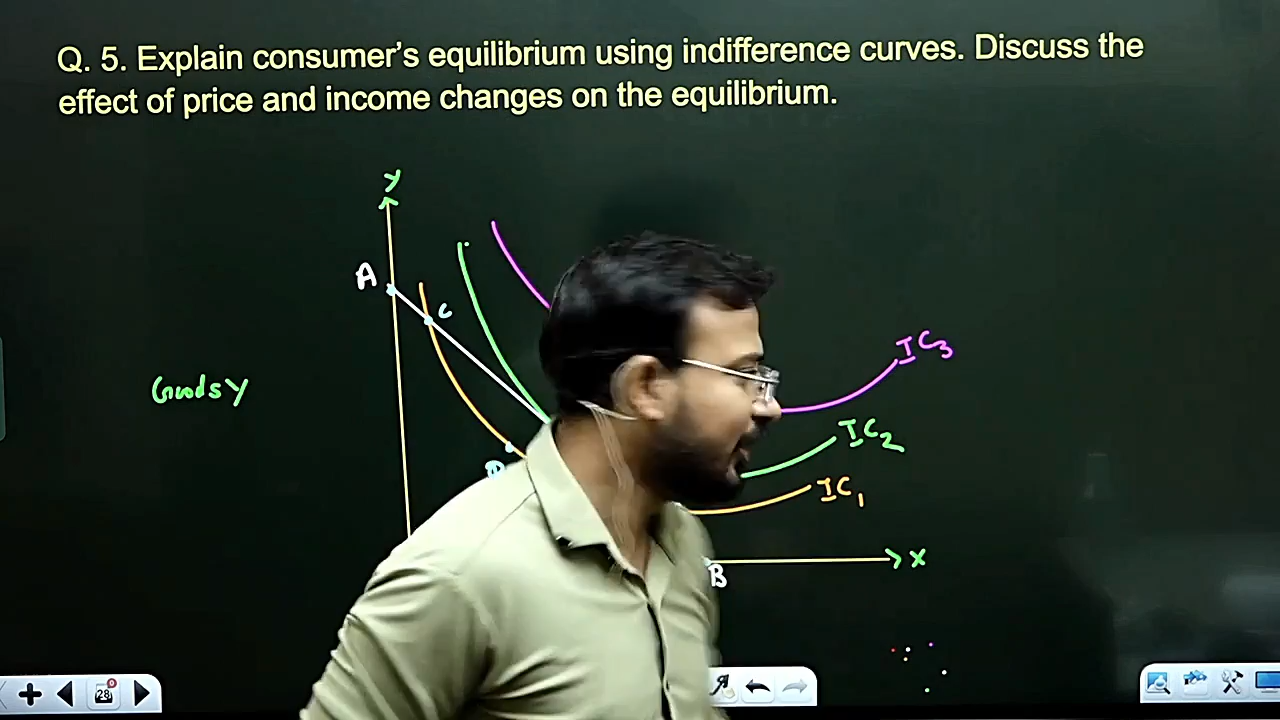 Q. 5. Explain consumer's equilibrium using indifference curves. Discuss the
effect of price and income changes on the equilibrium.
Y
A
C
IC3
Goods Y
IC2
IC1
B
X
28